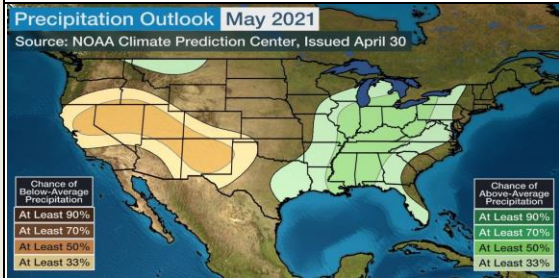 Precipitation Outlook May 2021
Source: NOAA Climate Prediction Center, Issued April 30
Chance of
Below-Average
Precipitation
At Least 90%
At Least 70%
At Least 50%
At Least 33%
Chance of
Above-Average
Precipitation
At Least 90%
At Least 70%
At Least 50%
At Least 33%